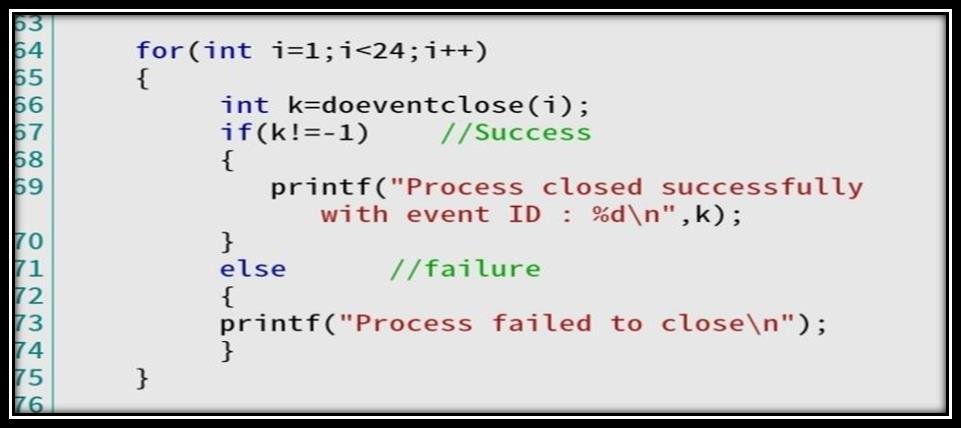 63
64 for(int i=1;i<24;i++)
65 {
66 int k=doeventclose(i);
67 if(k!=-1) //Success
68 {
69 printf("Process closed successfully
with event ID : %d\n",k);
70 }
71 else //failure
72 {
73 printf("Process failed to close\n");
74 }
75 }
76